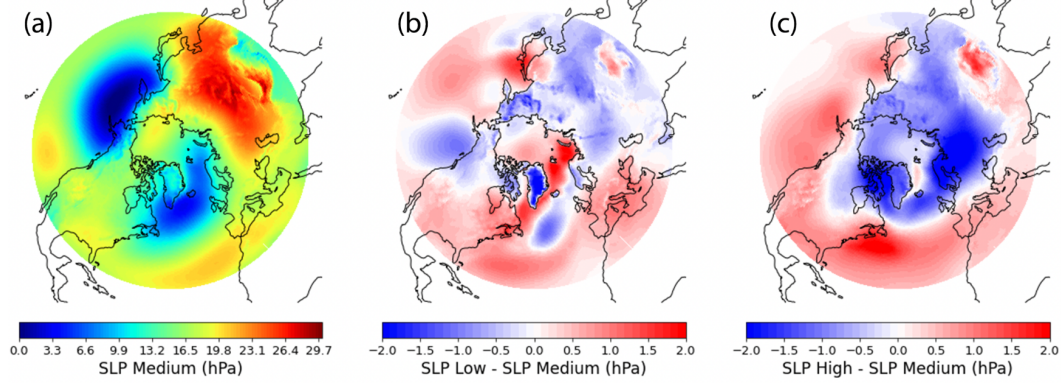 (a) (b) (c)
0.0 3.3 6.6 9.9 13.2 16.5 19.8 23.1 26.4 29.7
SLP Medium (hPa)
−2.0 −1.5 −1.0 −0.5 0.0 0.5 1.0 1.5 2.0
SLP Low - SLP Medium (hPa)
−2.0 −1.5 −1.0 −0.5 0.0 0.5 1.0 1.5 2.0
SLP High - SLP Medium (hPa)